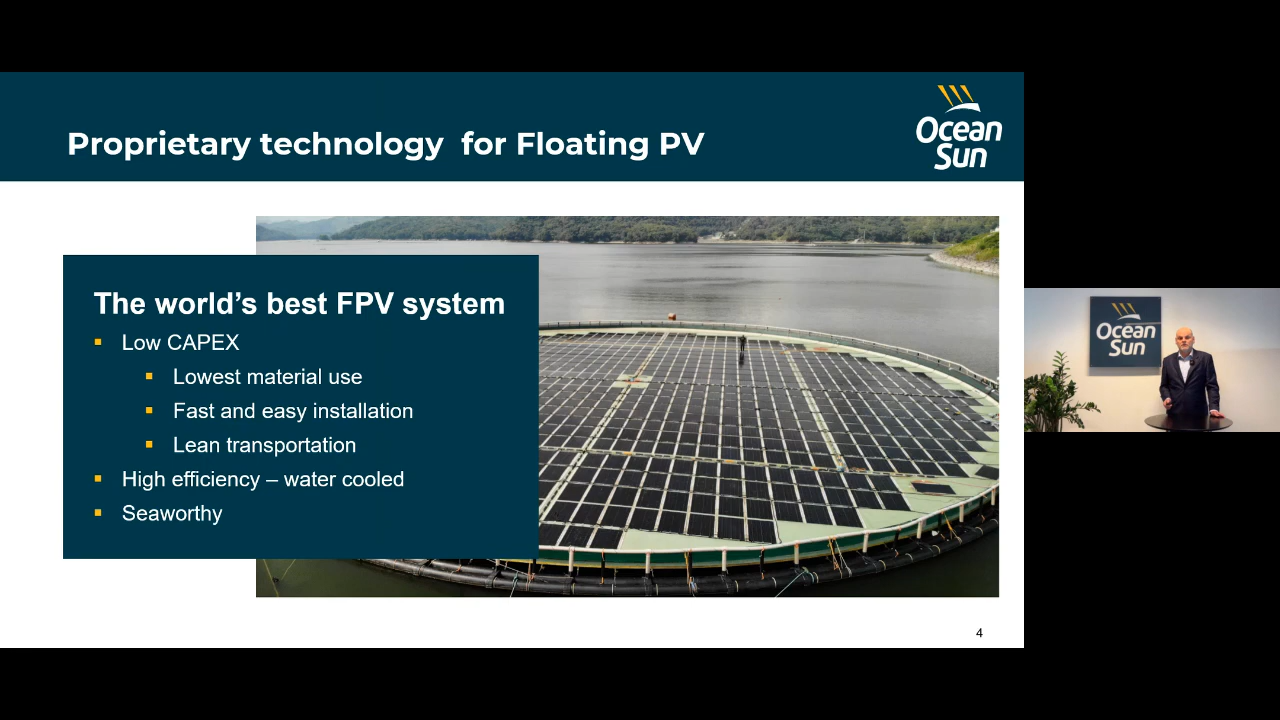 Proprietary technology  for Floating PV
Ocean
Sun
The world's best FPV system
Low CAPEX
Lowest material use
Fast and easy installation
Lean transportation
High efficiency – water cooled
Seaworthy
4
Ocean
Sun